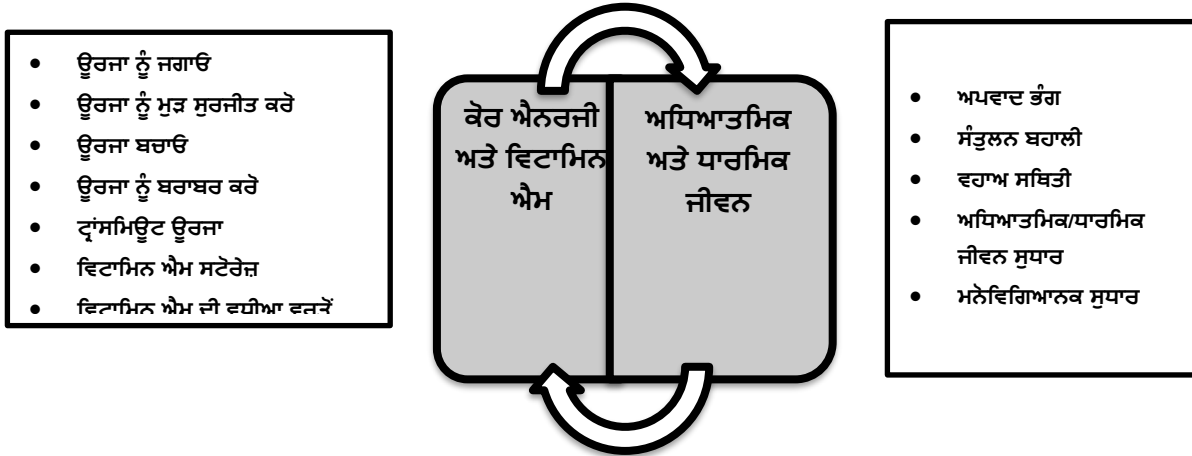 • ਊਰਜਾ ਨੂੰ ਜਗਾਓ
• ਊਰਜਾ ਨੂੰ ਮੁੜ ਸੁਰਜੀਤ ਕਰੋ
• ਊਰਜਾ ਬਚਾਓ
• ਊਰਜਾ ਨੂੰ ਬਰਾਬਰ ਕਰੋ
• ਟ੍ਰਾਂਸਮਿਊਟ ਊਰਜਾ
• ਵਿਟਾਮਿਨ ਐਮ ਸਟੋਰੇਜ਼
• ਵਿਟਾਮਿਨ ਐਮ ਦੀ ਵਧੀਆ ਵਰਤੋਂ
ਕੋਰ ਐਨਰਜੀ
ਅਤੇ ਵਿਟਾਮਿਨ
ਐਮ
ਅਧਿਆਤਮਿਕ
ਅਤੇ ਧਾਰਮਿਕ
ਜੀਵਨ
• ਅਪਵਾਦ ਭੰਗ
• ਸੰਤੁਲਨ ਬਹਾਲੀ
• ਵਹਾਅ ਸਥਿਤੀ
• ਅਧਿਆਤਮਿਕ/ਧਾਰਮਿਕ
ਜੀਵਨ ਸੁਧਾਰ
• ਮਨੋਵਿਗਿਆਨਕ ਸੁਧਾਰ